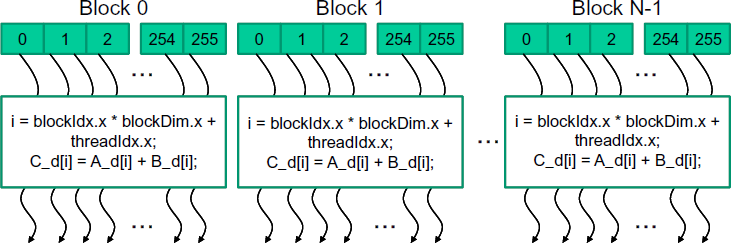 Block 0
Block 1
Block N-1
0 1 2 254 255
0 1 2 254 255
0 1 2 254 255
...
...
...
i = blockIdx.x * blockDim.x +
threadIdx.x;
C_d[i] = A_d[i] + B_d[i];
i = blockIdx.x * blockDim.x +
threadIdx.x;
C_d[i] = A_d[i] + B_d[i];
...
i = blockIdx.x * blockDim.x +
threadIdx.x;
C_d[i] = A_d[i] + B_d[i];
...
...
...